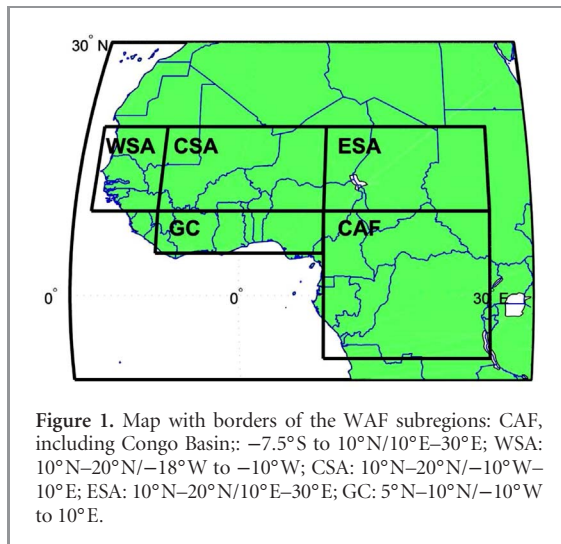 30° N
WSA CSA ESA
GC CAF
0° 0° 30 E
Figure 1. Map with borders of the WAF subregions: CAF,
including Congo Basin;: −7.5°S to 10°N/10°E–30°E; WSA:
10°N–20°N/−18°W to −10°W; CSA: 10°N–20°N/−10°W–
10°E; ESA: 10°N–20°N/10°E–30°E; GC: 5°N–10°N/−10°W
to 10°E.